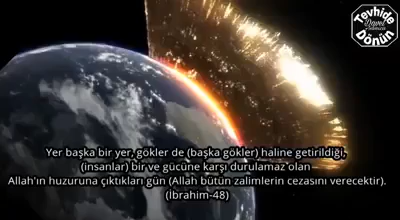 Tevhide
Davet
Dönün
Yer başka bir yer, gökler de (başka gökler) haline getirildiği,
(insanlar) bir ve gücüne karşı durulamaz olan
Allah'ın huzuruna çıktıkları gün (Allah bütün zalimlerin cezasını verecektir).
(İbrahim-48)